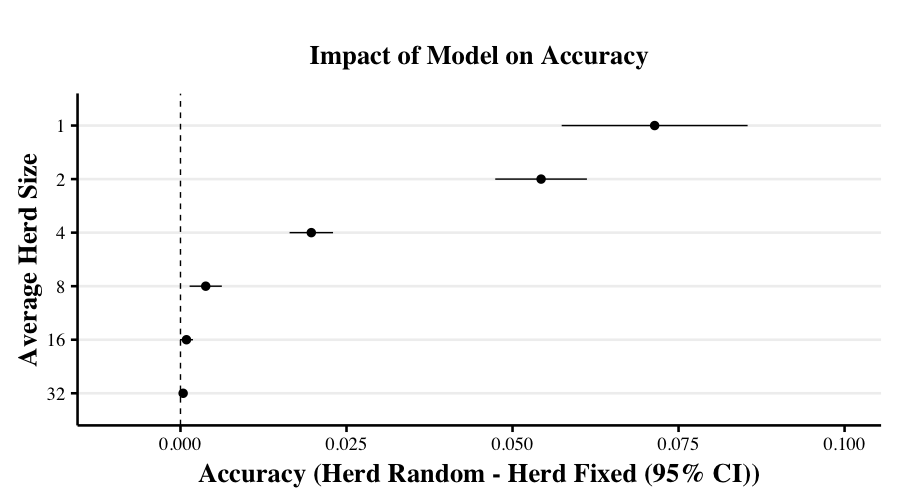 Impact of Model on Accuracy
Average Herd Size
1
2
4
8
16
32
0.000 0.025 0.050 0.075 0.100
Accuracy (Herd Random - Herd Fixed (95% CI))